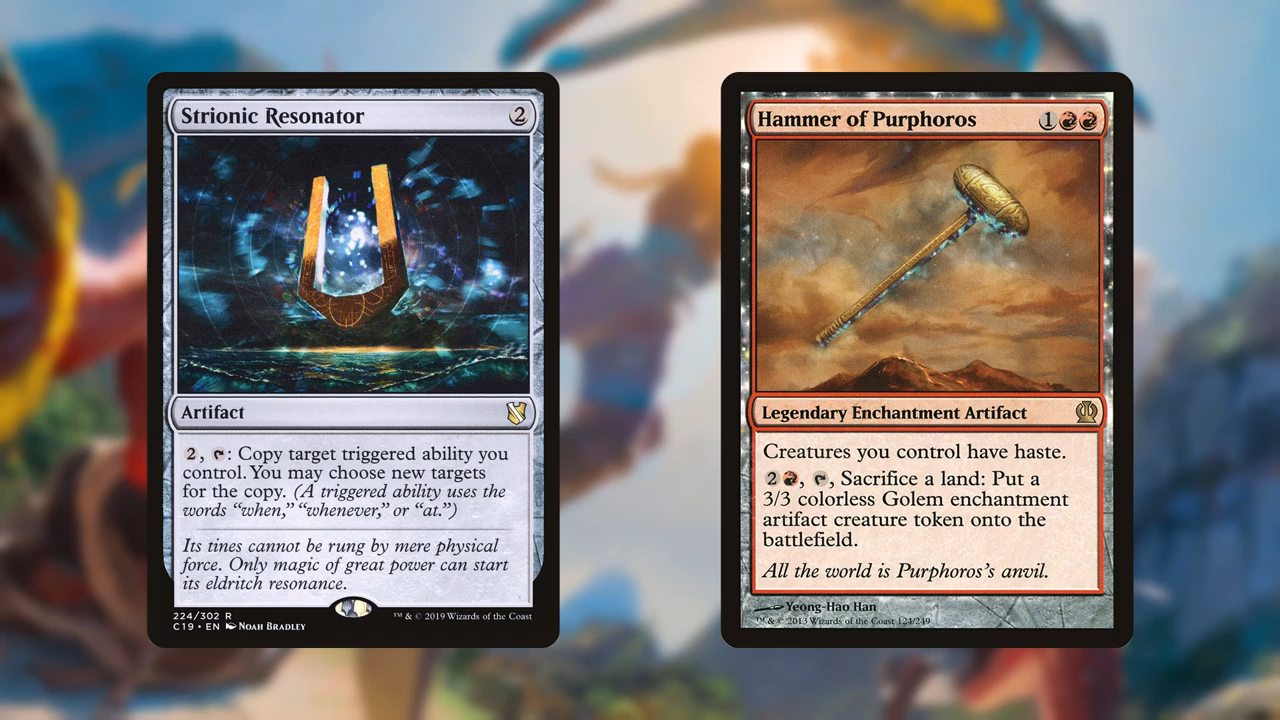 Strionic Resonator 2
Artifact
2, T: Copy target triggered ability you
control. You may choose new targets
for the copy. (A triggered ability uses the
words “when,” “whenever,” or “at.”)
Its tines cannot be rung by mere physical
force. Only magic of great power can start
its eldritch resonance.
224/302 R
C19 • EN Noah Bradley
™ & © 2019 Wizards of the Coast
Hammer of Purphoros 1
Legendary Enchantment Artifact
Creatures you control have haste.
2, T, Sacrifice a land: Put a
3/3 colorless Golem enchantment
artifact creature token onto the
battlefield.
All the world is Purphoros’s anvil.
Yeong-Hao Han
™ & © 2013 Wizards of the Coast 124/249